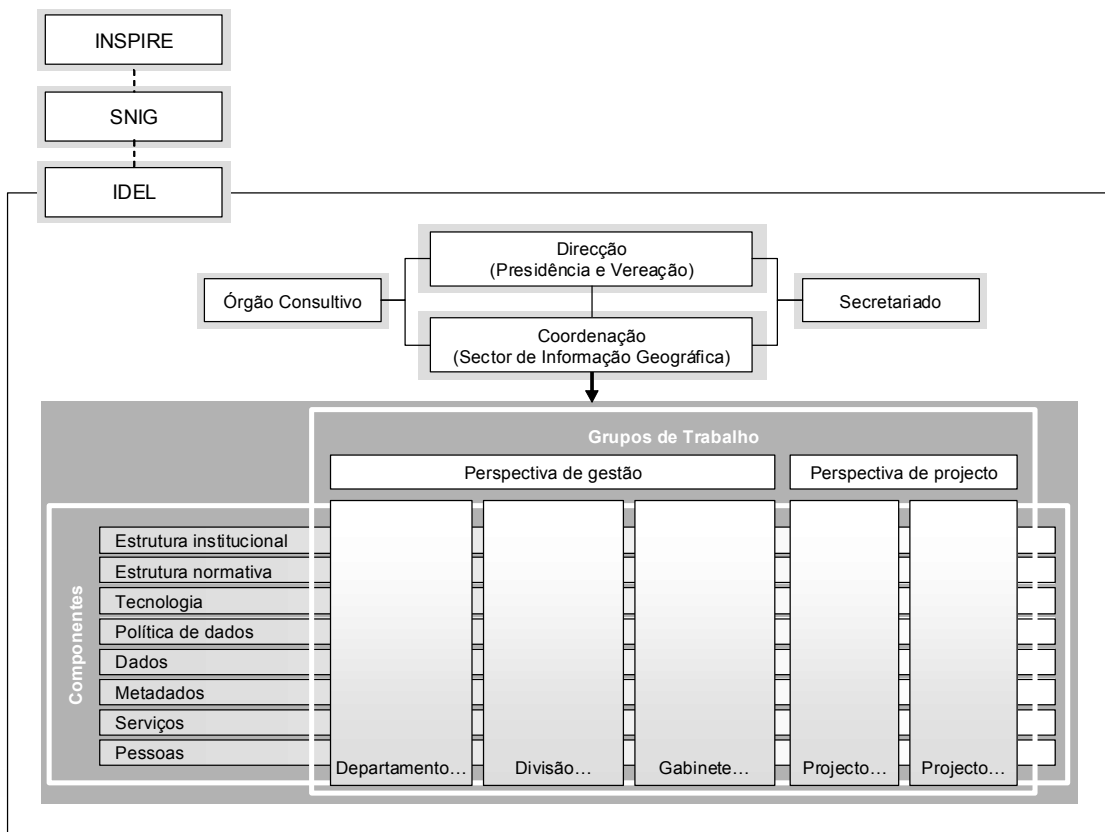 INSPIRE
SNIG
IDEL
Direcção
(Presidência e Vereação)
Órgão Consultivo
Secretariado
Coordenação
(Sector de Informação Geográfica)
Grupos de Trabalho
Perspectiva de gestão
Perspectiva de projecto
Componentes
Estrutura institucional
Estrutura normativa
Tecnologia
Política de dados
Dados
Metadados
Serviços
Pessoas
Departamento…
Divisão…
Gabinete…
Projecto…
Projecto…